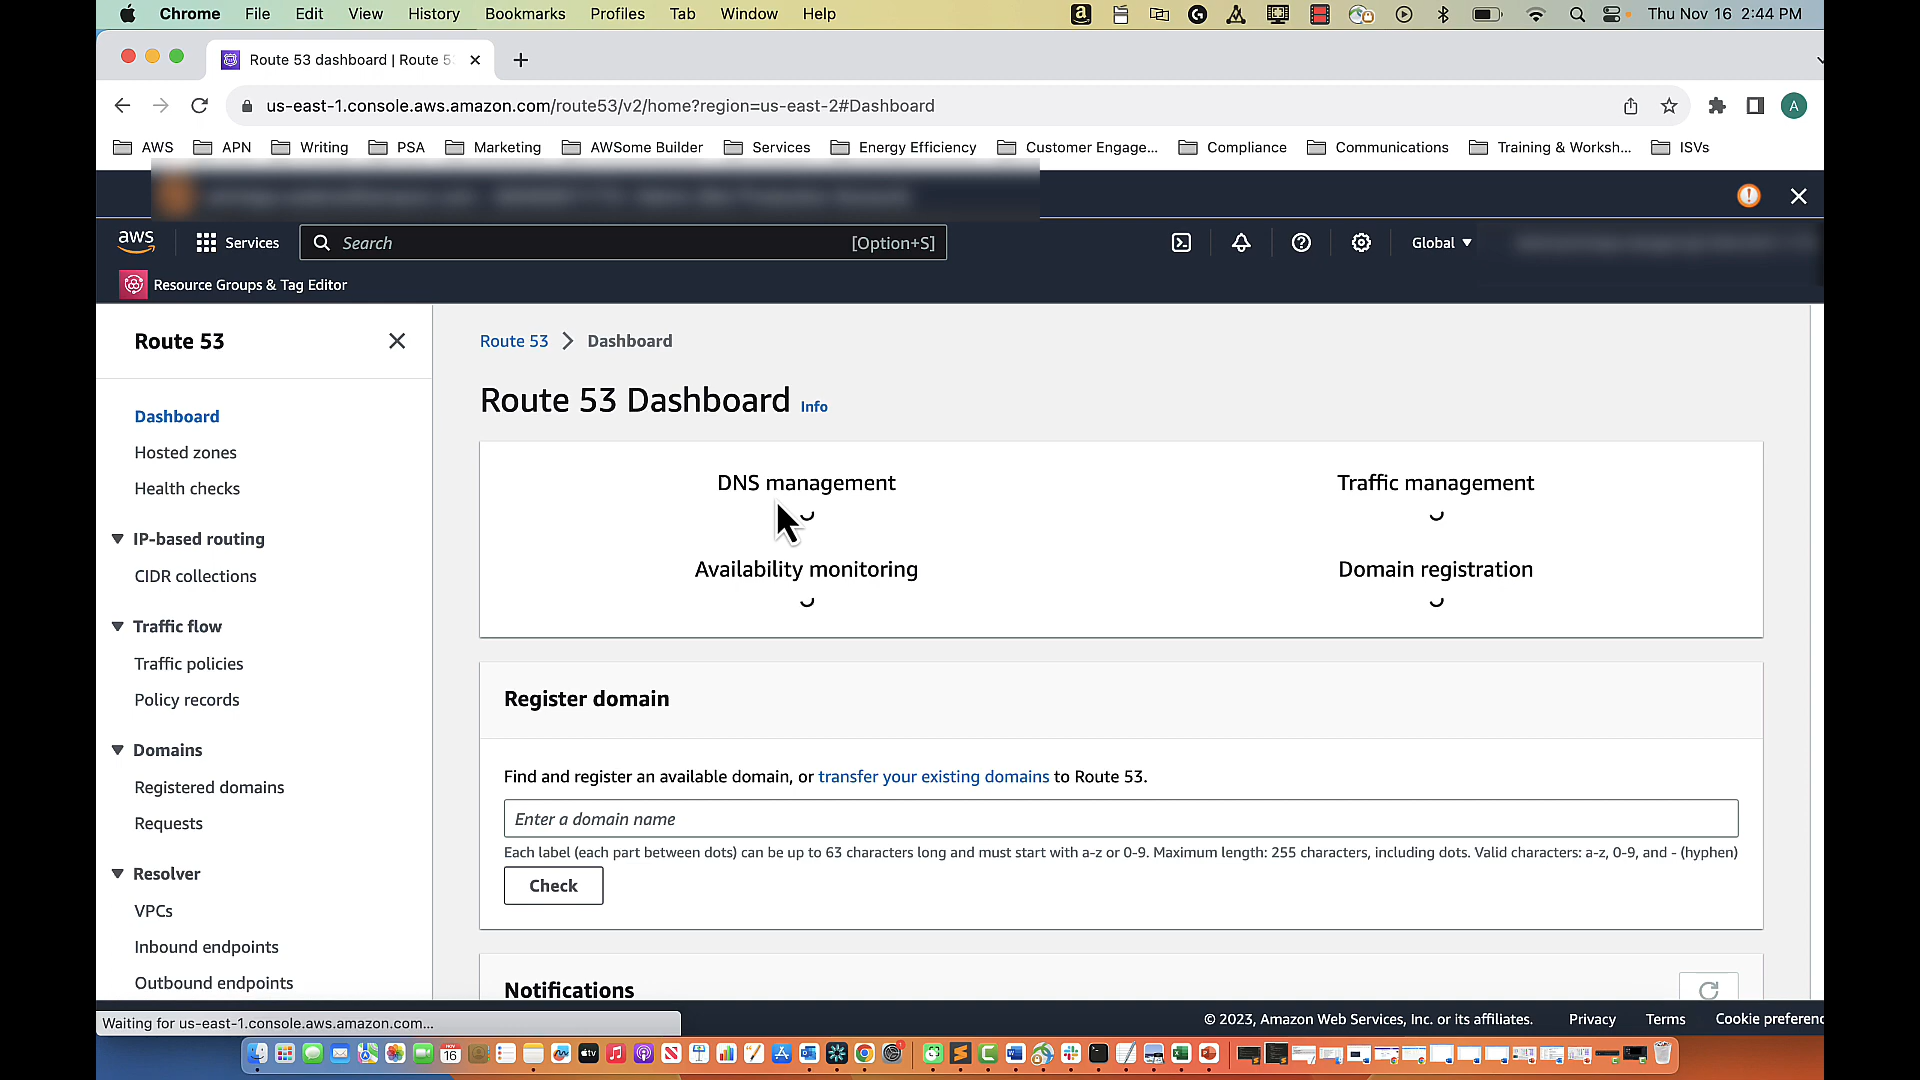 Chrome File Edit View History Bookmarks Profiles Tab Window Help Thu Nov 16 2:44 PM
Route 53 dashboard | Route 5
us-east-1.console.aws.amazon.com/route53/v2/home?region=us-east-2#Dashboard A
AWS APN Writing PSA Marketing AWSome Builder Services Energy Efficiency Customer Engage... Compliance Communications Training & Worksh... ISVs
aws Services Search [Option+S] Global
Resource Groups & Tag Editor
Route 53
Dashboard
Hosted zones
Health checks
IP-based routing
CIDR collections
Traffic flow
Traffic policies
Policy records
Domains
Registered domains
Requests
Resolver
VPCs
Inbound endpoints
Outbound endpoints
Route 53 > Dashboard
Route 53 Dashboard Info
DNS management
Traffic management
Availability monitoring
Domain registration
Register domain
Find and register an available domain, or transfer your existing domains to Route 53.
Enter a domain name
Each label (each part between dots) can be up to 63 characters long and must start with a-z or 0-9. Maximum length: 255 characters, including dots. Valid characters: a-z, 0-9, and - (hyphen)
Check
Notifications
Waiting for us-east-1.console.aws.amazon.com...
© 2023, Amazon Web Services, Inc. or its affiliates. Privacy Terms Cookie preferenc
NOV
16